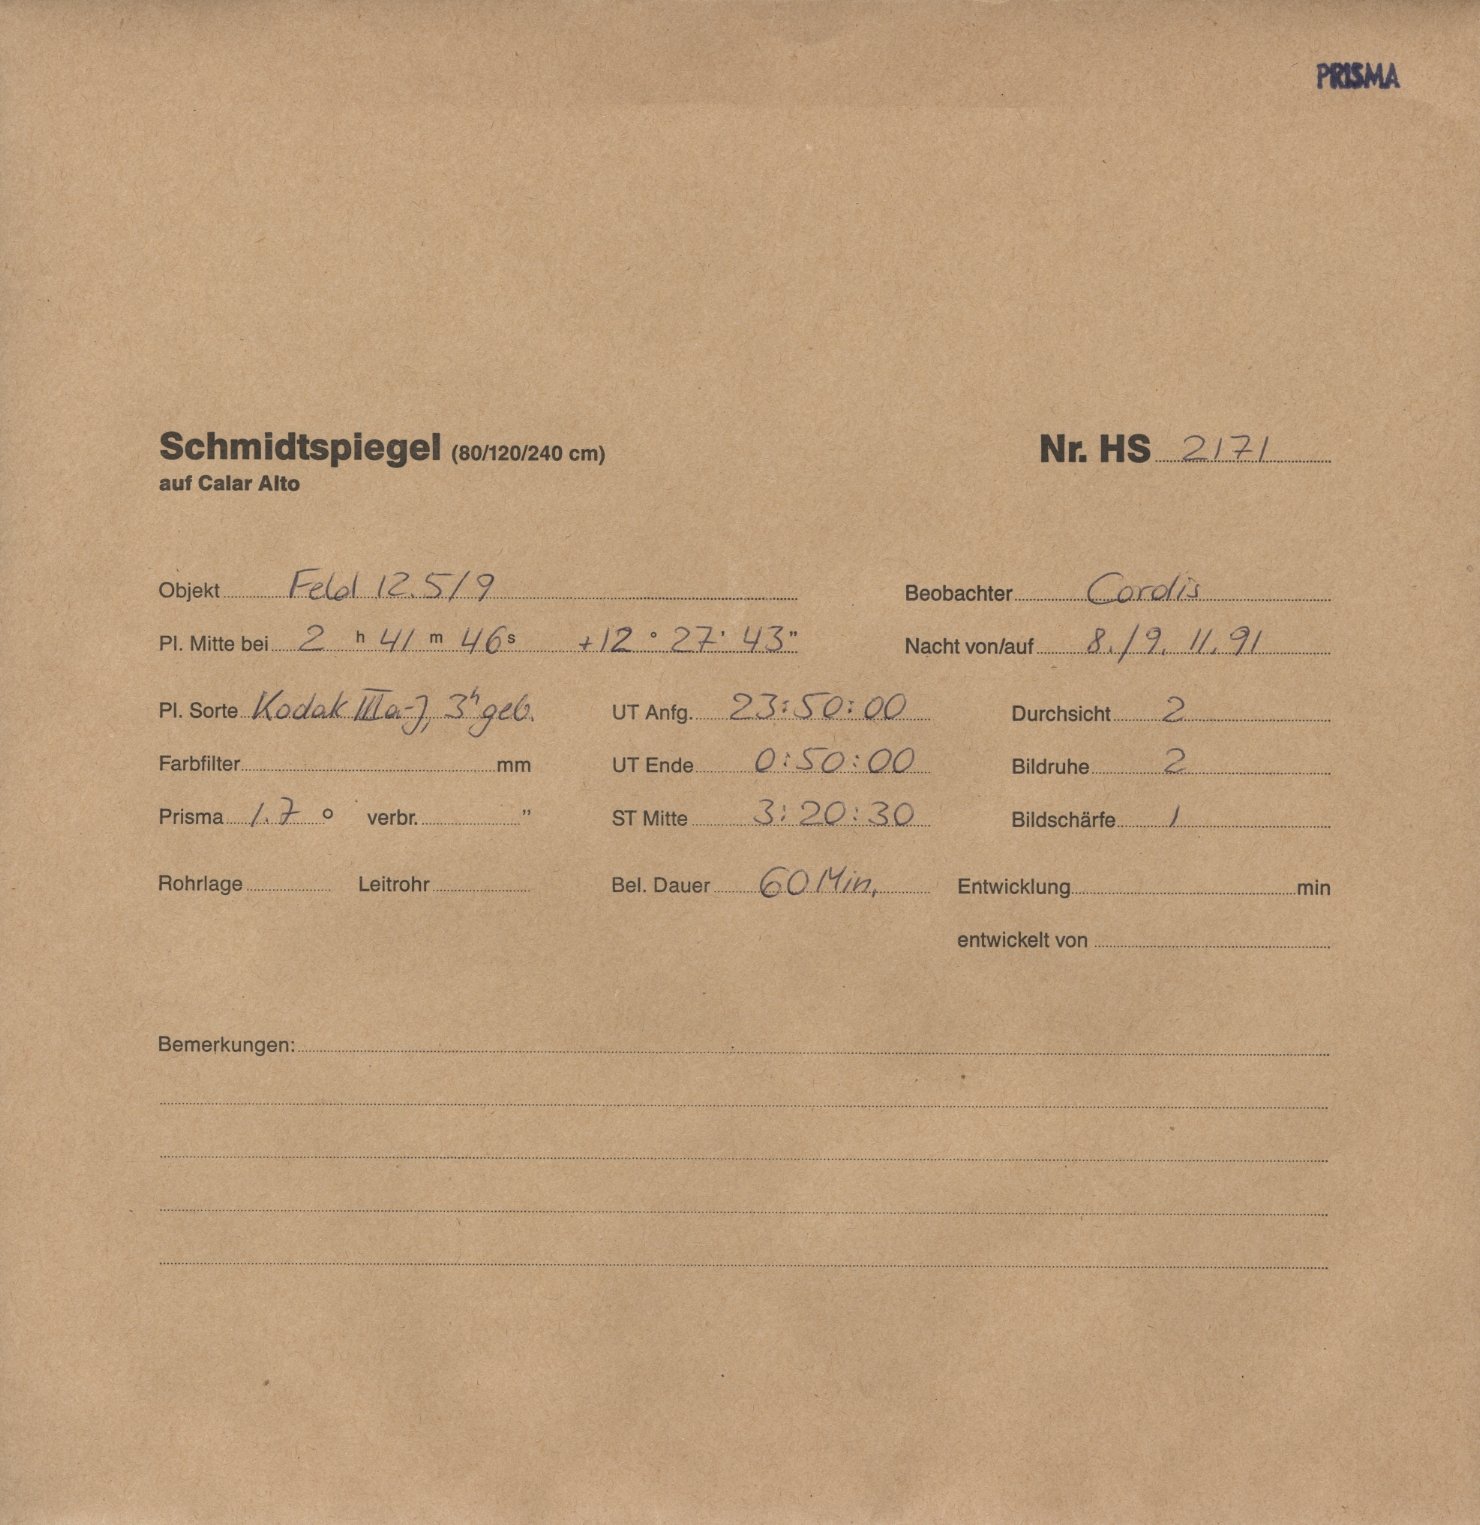 PRISMA
Schmidtspiegel (80/120/240 cm) Nr. HS 2171
auf Calar Alto
Objekt Feld 12.5/9 Beobachter Cordis
Pl. Mitte bei 2 h 41 m 46 s +12 ° 27 ' 43 " Nacht von/auf 8./9. 11. 91
Pl. Sorte Kodak IIIa-J, 3h geb. UT Anfg. 23:50:00 Durchsicht 2
Farbfilter mm UT Ende 0:50:00 Bildruhe 2
Prisma 1.7 ° verbr. " ST Mitte 3:20:30 Bildschärfe 1
Rohrlage Leitrohr Bel. Dauer 60 Min. Entwicklung min
entwickelt von
Bemerkungen: